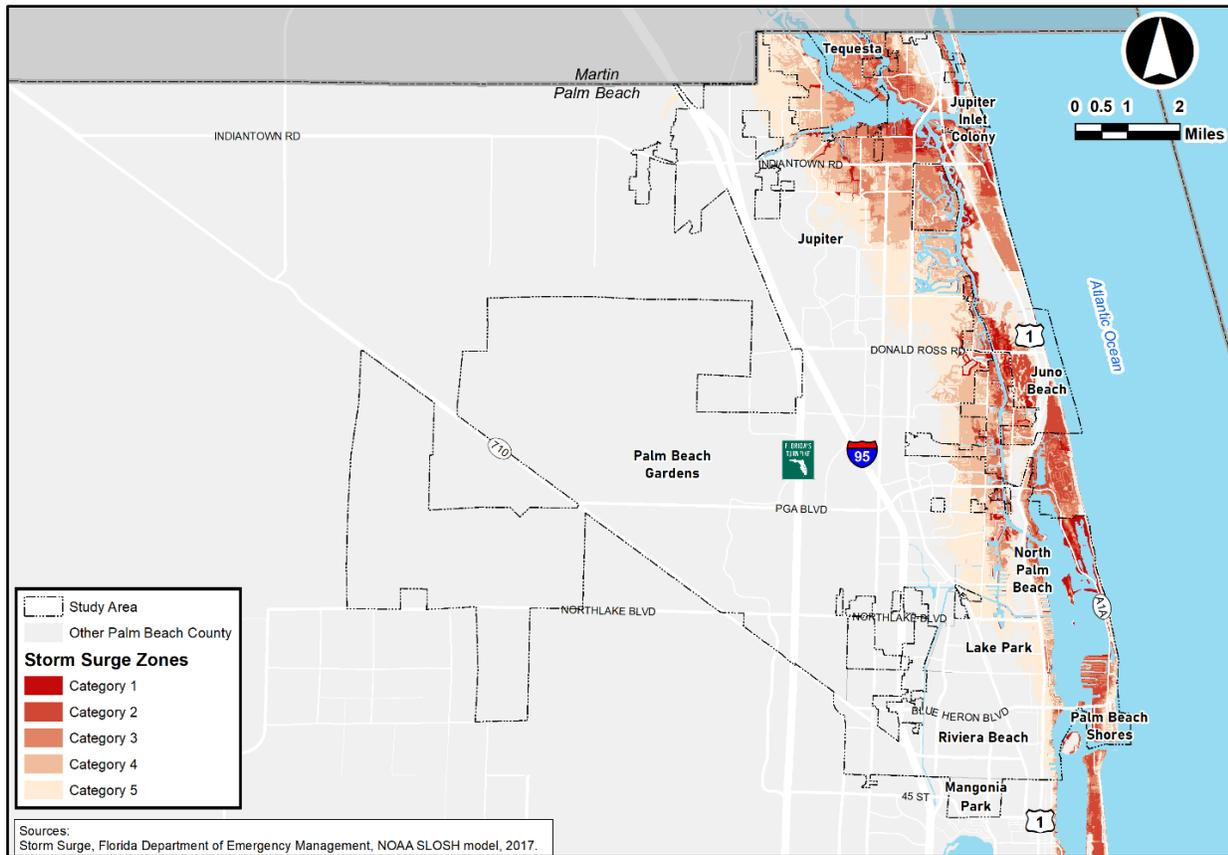 Martin
Palm Beach
Tequesta
0 0.5 1 2
Miles
Jupiter
Inlet
Colony
INDIANTOWN RD
INDIANTOWN RD
Jupiter
Atlantic Ocean
1
DONALD ROSS RD
Juno
Beach
710
Palm Beach
Gardens
FLORIDA'S
TURNPIKE
95
PGA BLVD
North
Palm
Beach
A1A
NORTHLAKE BLVD
NORTHLAKE BLVD
Lake Park
BLUE HERON BLVD
Palm Beach
Shores
Riviera Beach
Mangonia
Park
45 ST
1
Study Area
Other Palm Beach County
Storm Surge Zones
Category 1
Category 2
Category 3
Category 4
Category 5
Sources:
Storm Surge, Florida Department of Emergency Management, NOAA SLOSH model, 2017.